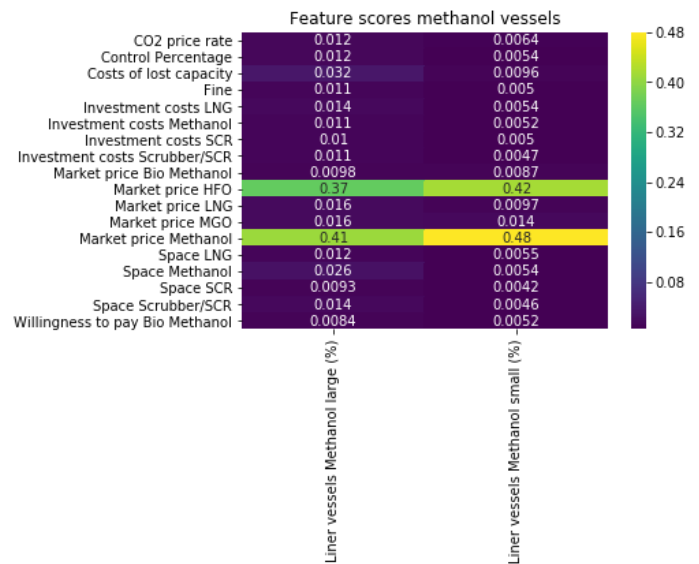 Feature scores methanol vessels
CO2 price rate 0.012 0.0064
Control Percentage 0.012 0.0054
Costs of lost capacity 0.032 0.0096
Fine 0.011 0.005
Investment costs LNG 0.014 0.0054
Investment costs Methanol 0.011 0.0052
Investment costs SCR 0.01 0.005
Investment costs Scrubber/SCR 0.011 0.0047
Market price Bio Methanol 0.0098 0.0087
Market price HFO 0.37 0.42
Market price LNG 0.016 0.0097
Market price MGO 0.016 0.014
Market price Methanol 0.41 0.48
Space LNG 0.012 0.0055
Space Methanol 0.026 0.0054
Space SCR 0.0093 0.0042
Space Scrubber/SCR 0.014 0.0046
Willingness to pay Bio Methanol 0.0084 0.0052
Liner vessels Methanol large (%)
Liner vessels Methanol small (%)
0.48
0.40
0.32
0.24
0.16
0.08